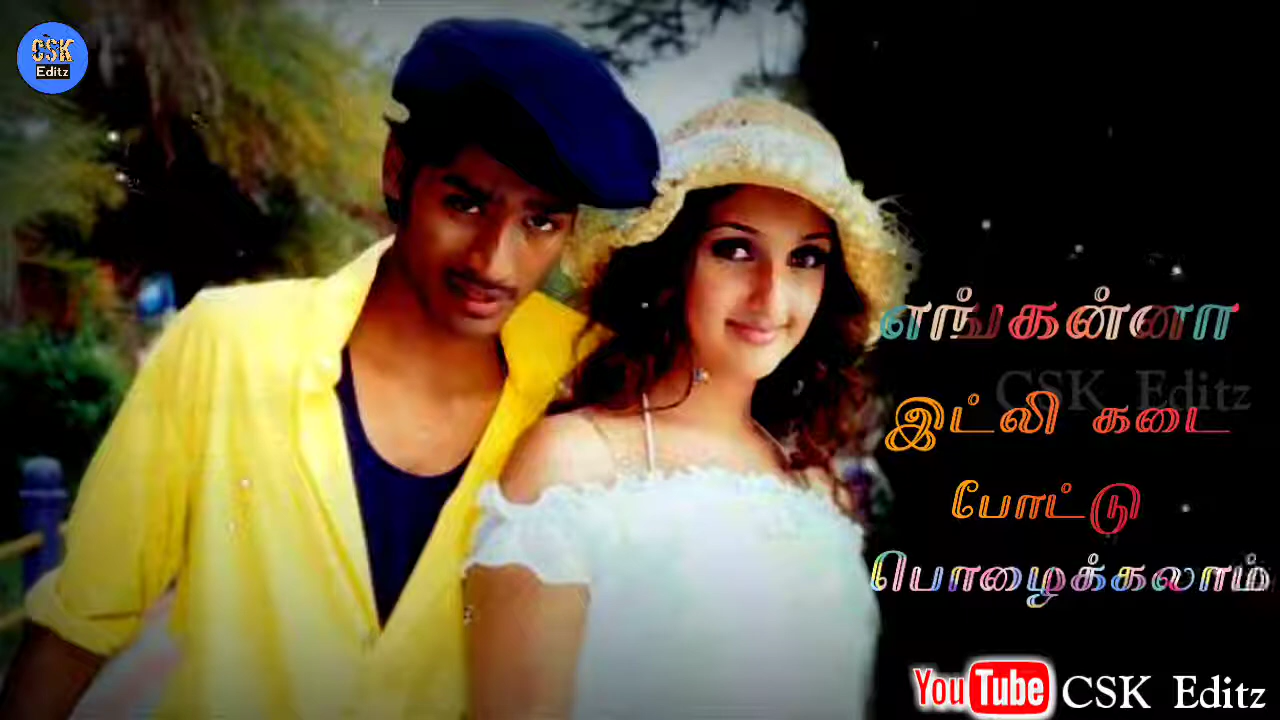 CSK
Editz
எங்கன்னா
CSK Editz
இட்லி கடை
போட்டு
பொழைக்கலாம்
YouTube CSK Editz